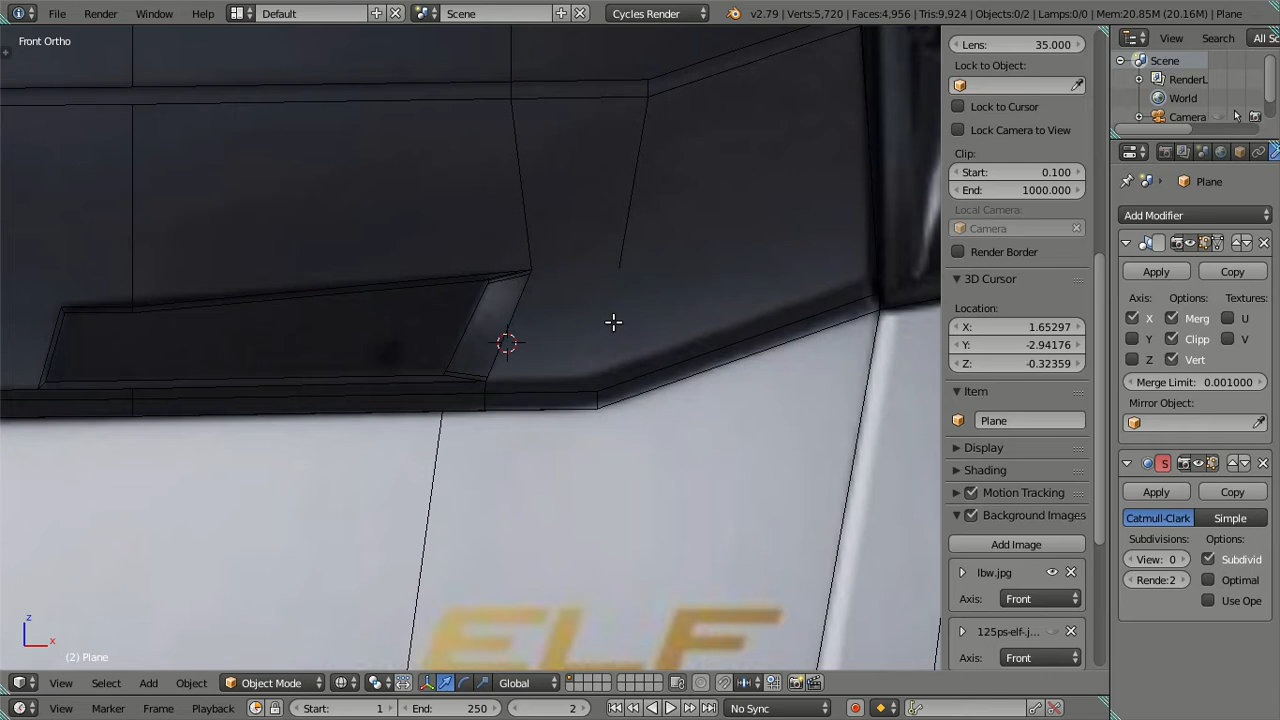 File Render Window Help Default Scene Cycles Render v2.79 | Verts:5,720 | Faces:4,956 | Tris:9,924 | Objects:0/2 | Lamps:0/0 | Mem:20.85M (20.16M) | Plane
Front Ortho
Lens: 35.000
Lock to Object:
Lock to Cursor
Lock Camera to View
Clip:
Start: 0.100
End: 1000.000
Local Camera:
Camera
Render Border
3D Cursor
Location:
X: 1.65297
Y: -2.94176
Z: -0.32359
Item
Plane
Display
Shading
Motion Tracking
Background Images
Add Image
lbw.jpg
Axis: Front
125ps-elf-.j...
Axis: Front
View Search All Sc
Scene
RenderL
World
Camera
Plane
Add Modifier
Apply Copy
Axis: Options: Textures:
X Merg U
Y Clipp V
Z Vert
Merge Limit: 0.001000
Mirror Object:
S
Apply Copy
Catmull-Clark Simple
Subdivisions: Options:
View: 0 Subdivid
Rende:2 Optimal
Use Ope
ELF
z
x
(2) Plane
View Select Add Object Object Mode Global
View Marker Frame Playback Start: 1 End: 250 2 No Sync